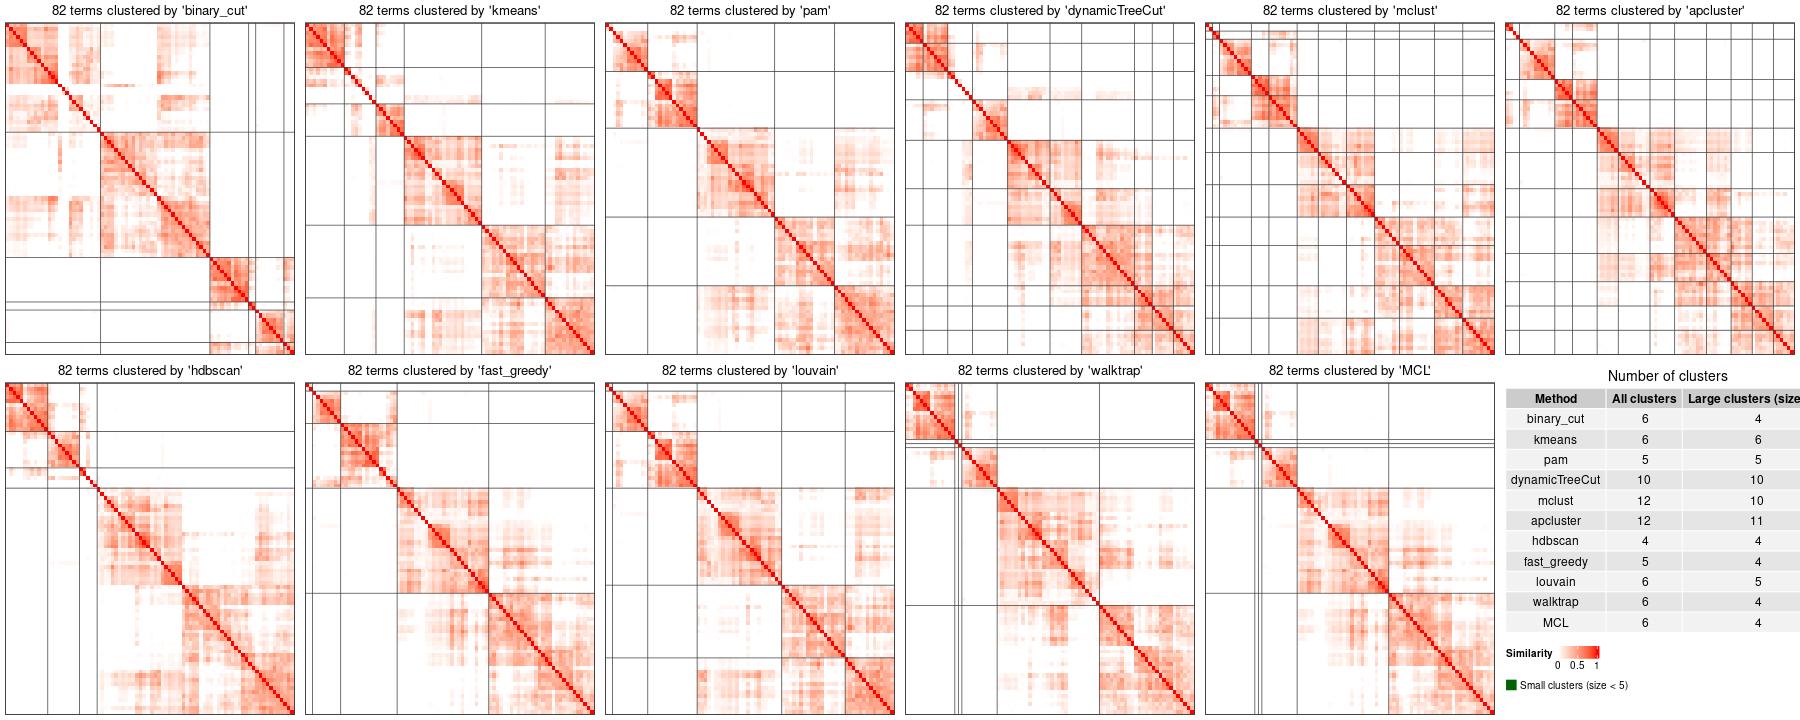 82 terms clustered by 'binary_cut'
82 terms clustered by 'kmeans'
82 terms clustered by 'pam'
82 terms clustered by 'dynamicTreeCut'
82 terms clustered by 'mclust'
82 terms clustered by 'apcluster'
82 terms clustered by 'hdbscan'
82 terms clustered by 'fast_greedy'
82 terms clustered by 'louvain'
82 terms clustered by 'walktrap'
82 terms clustered by 'MCL'
Number of clusters
Method All clusters Large clusters (size
binary_cut 6 4
kmeans 6 6
pam 5 5
dynamicTreeCut 10 10
mclust 12 10
apcluster 12 11
hdbscan 4 4
fast_greedy 5 4
louvain 6 5
walktrap 6 4
MCL 6 4
Similarity
0 0.5 1
Small clusters (size < 5)